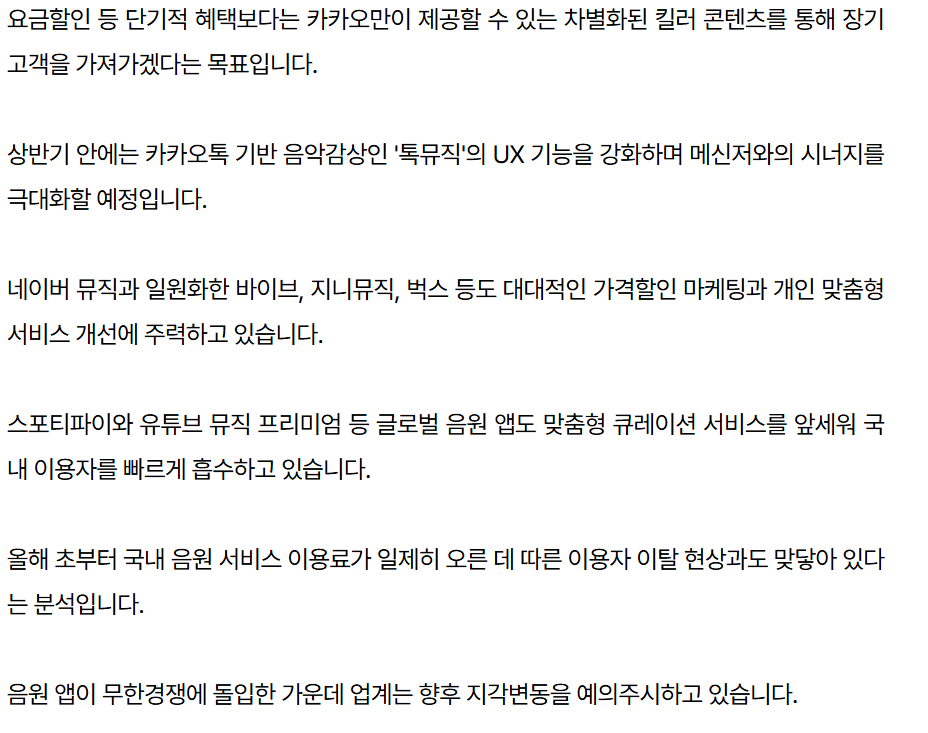 요금할인 등 단기적 혜택보다는 카카오만이 제공할 수 있는 차별화된 킬러 콘텐츠를 통해 장기
고객을 가져가겠다는 목표입니다.
상반기 안에는 카카오톡 기반 음악감상인 '톡뮤직'의 UX 기능을 강화하며 메신저와의 시너지를
극대화할 예정입니다.
네이버 뮤직과 일원화한 바이브, 지니뮤직, 벅스 등도 대대적인 가격할인 마케팅과 개인 맞춤형
서비스 개선에 주력하고 있습니다.
스포티파이와 유튜브 뮤직 프리미엄 등 글로벌 음원 앱도 맞춤형 큐레이션 서비스를 앞세워 국
내 이용자를 빠르게 흡수하고 있습니다.
올해 초부터 국내 음원 서비스 이용료가 일제히 오른 데 따른 이용자 이탈 현상과도 맞닿아 있다
는 분석입니다.
음원 앱이 무한경쟁에 돌입한 가운데 업계는 향후 지각변동을 예의주시하고 있습니다.